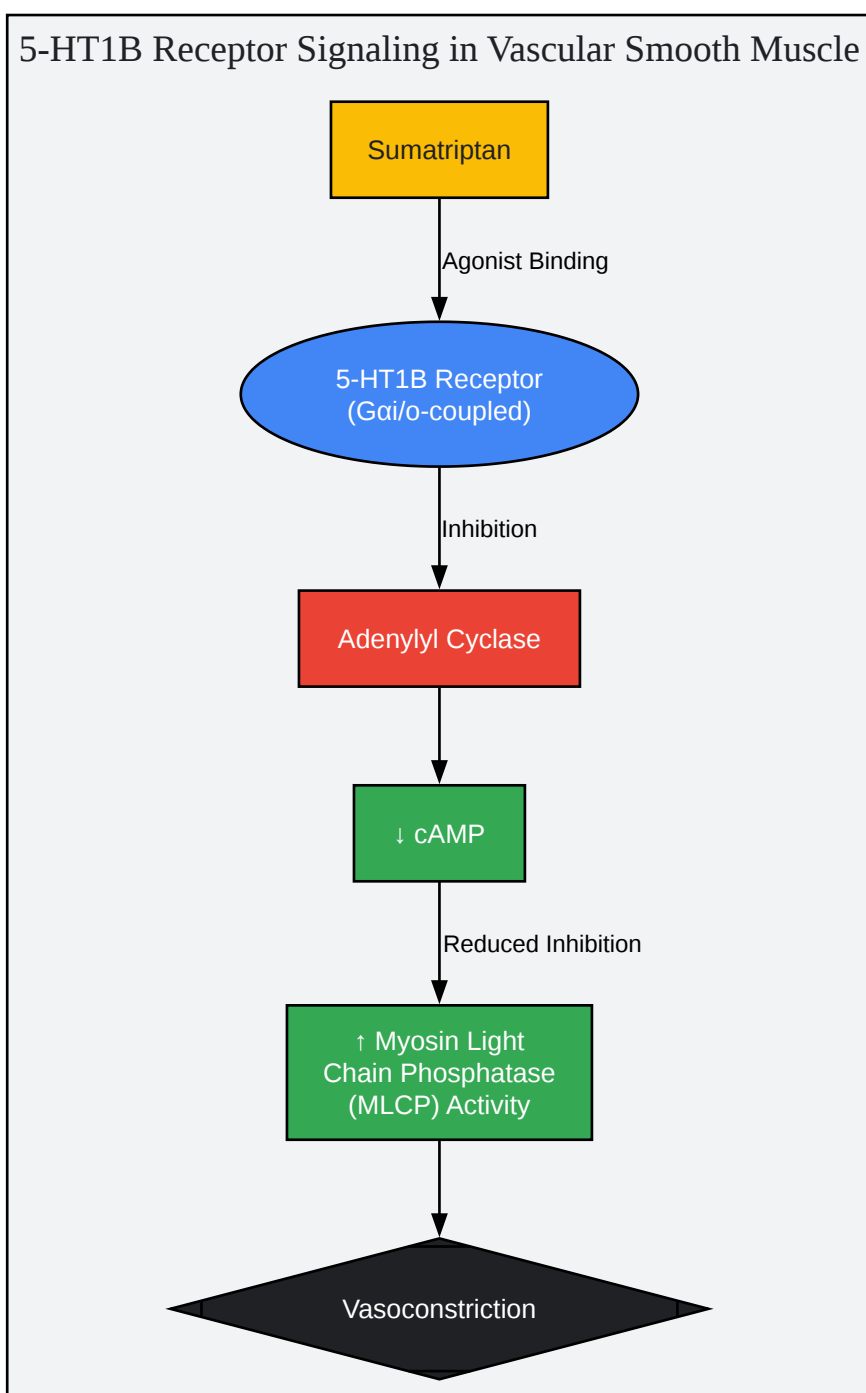 5-HT1B Receptor Signaling in Vascular Smooth Muscle
Sumatriptan
Agonist Binding
5-HT1B Receptor
(Gαi/o-coupled)
Inhibition
Adenylyl Cyclase
↓ cAMP
Reduced Inhibition
↑ Myosin Light
Chain Phosphatase
(MLCP) Activity
Vasoconstriction